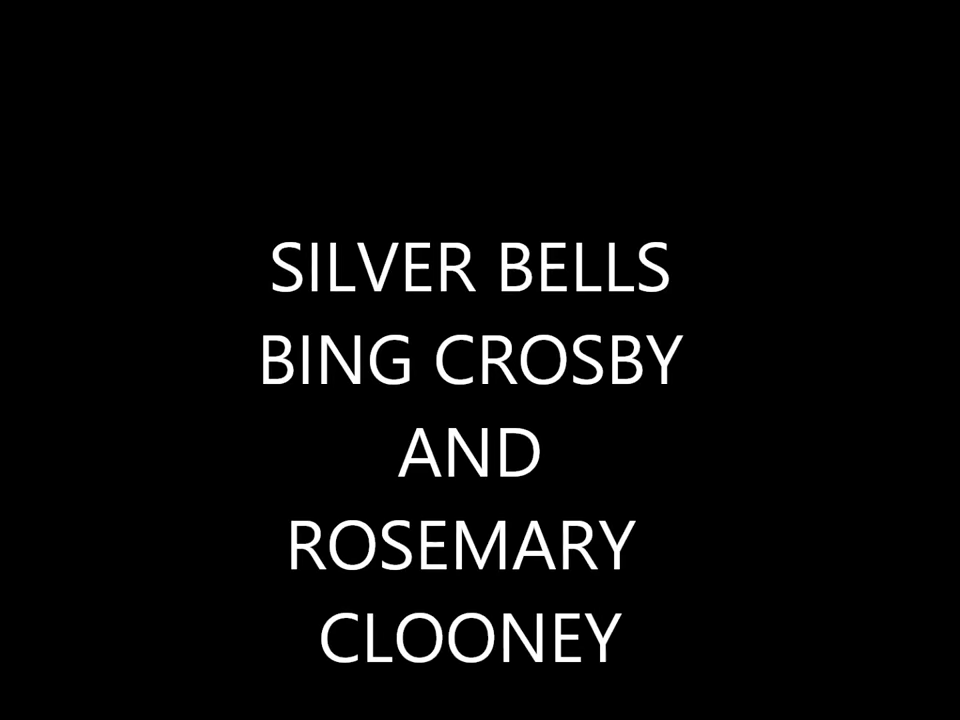 SILVER BELLS
BING CROSBY
AND
ROSEMARY
CLOONEY